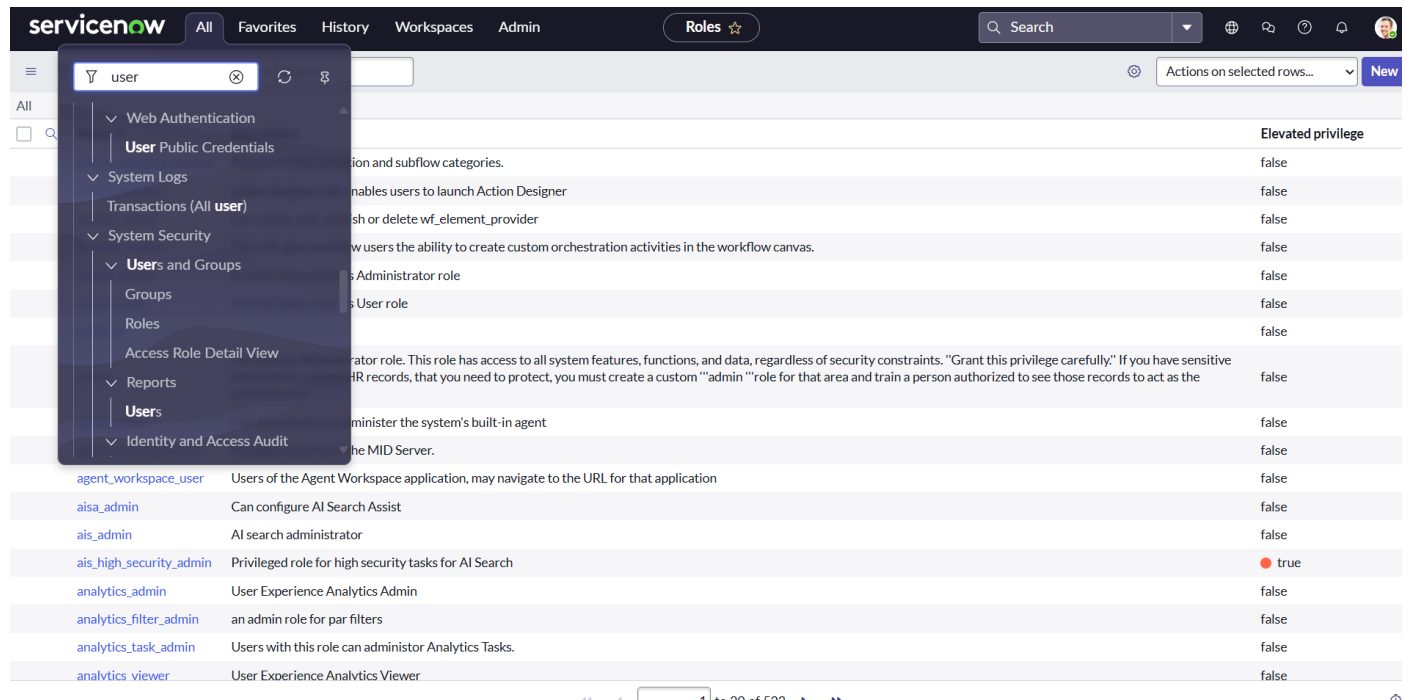 servicenow All Favorites History Workspaces Admin Roles Search
user Actions on selected rows... New
All
Web Authentication
User Public Credentials
System Logs
Transactions (All user)
System Security
Users and Groups
Groups
Roles
Access Role Detail View
Reports
Users
Identity and Access Audit
Elevated privilege
ion and subflow categories. false
nables users to launch Action Designer false
sh or delete wf_element_provider false
w users the ability to create custom orchestration activities in the workflow canvas. false
s Administrator role false
s User role false
false
rator role. This role has access to all system features, functions, and data, regardless of security constraints. "Grant this privilege carefully." If you have sensitive
HR records, that you need to protect, you must create a custom '"admin '"role for that area and train a person authorized to see those records to act as the false
minister the system's built-in agent false
he MID Server. false
agent_workspace_user Users of the Agent Workspace application, may navigate to the URL for that application false
aisa_admin Can configure AI Search Assist false
ais_admin AI search administrator false
ais_high_security_admin Privileged role for high security tasks for AI Search true
analytics_admin User Experience Analytics Admin false
analytics_filter_admin an admin role for par filters false
analytics_task_admin Users with this role can administor Analytics Tasks. false
analytics_viewer User Experience Analytics Viewer false
1 to 20 of 522